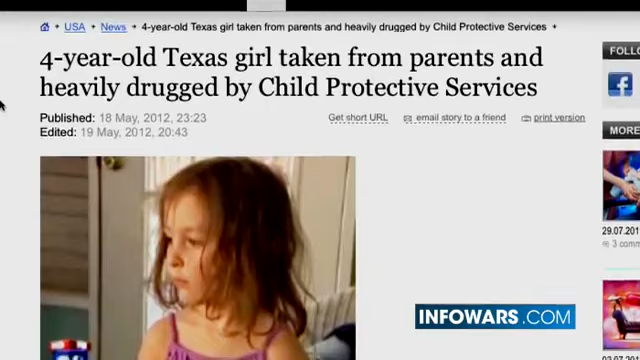 USA News 4-year-old Texas girl taken from parents and heavily drugged by Child Protective Services
4-year-old Texas girl taken from parents and
heavily drugged by Child Protective Services
FOLLO
Published: 18 May, 2012, 23:23
Edited: 19 May, 2012, 20:43
Get short URL email story to a friend print version
MORE
29.07.201
3 comm
INFOWARS.COM
03.07.201